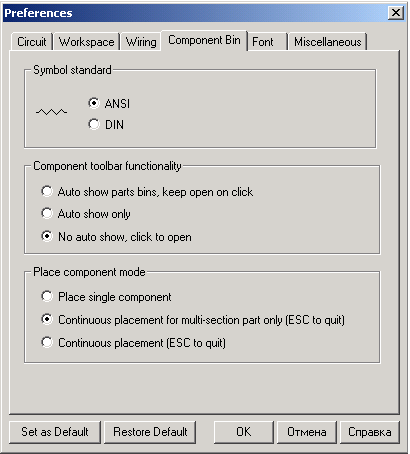 Preferences
Circuit Workspace Wiring Component Bin Font Miscellaneous
Symbol standard
ANSI
DIN
Component toolbar functionality
Auto show parts bins, keep open on click
Auto show only
No auto show, click to open
Place component mode
Place single component
Continuous placement for multi-section part only (ESC to quit)
Continuous placement (ESC to quit)
Set as Default Restore Default OK Отмена Справка